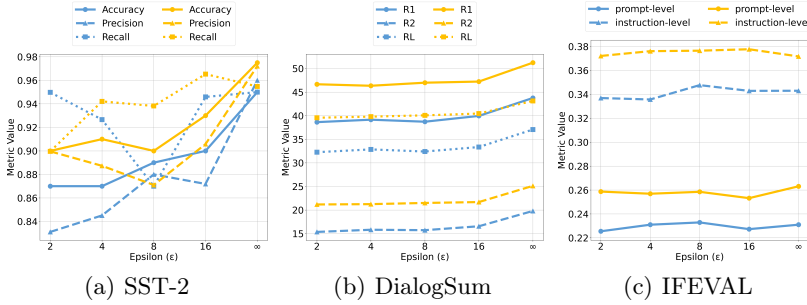 Accuracy Accuracy
Precision Precision
Recall Recall
0.98
0.96
0.94
0.92
0.90
0.88
0.86
0.84
Metric Value
2 4 8 16 ∞
Epsilon (ε)
(a) SST-2
R1 R1
R2 R2
RL RL
50
45
40
35
30
25
20
15
Metric Value
2 4 8 16 ∞
Epsilon (ε)
(b) DialogSum
prompt-level prompt-level
instruction-level instruction-level
0.38
0.36
0.34
0.32
0.30
0.28
0.26
0.24
0.22
Metric Value
2 4 8 16 ∞
Epsilon (ε)
(c) IFEVAL